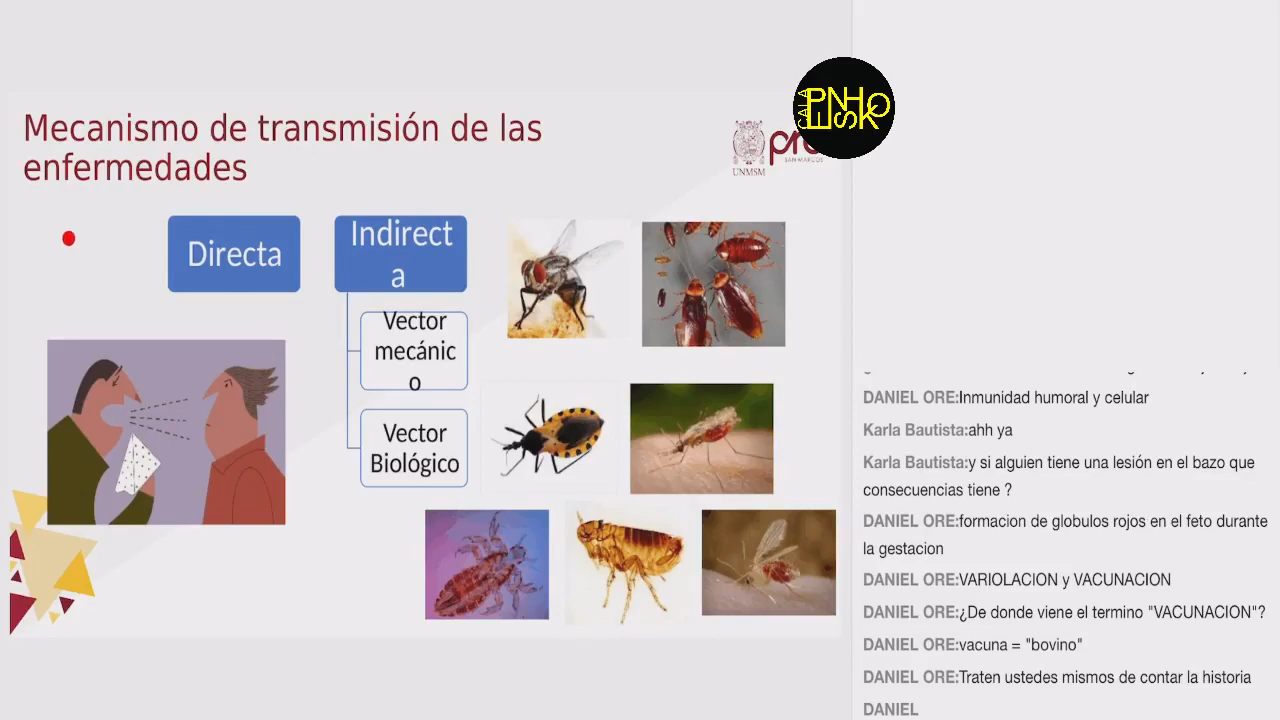 Mecanismo de transmisión de las
enfermedades
UNMSM
pre
SAN MARCOS
Directa
Indirect
a
Vector
mecánic
o
Vector
Biológico
DANIEL ORE:Inmunidad humoral y celular
Karla Bautista:ahh ya
Karla Bautista:y si alguien tiene una lesión en el bazo que
consecuencias tiene ?
DANIEL ORE:formacion de globulos rojos en el feto durante
la gestacion
DANIEL ORE:VARIOLACION y VACUNACION
DANIEL ORE:¿De donde viene el termino "VACUNACION"?
DANIEL ORE:vacuna = "bovino"
DANIEL ORE:Traten ustedes mismos de contar la historia
DANIEL